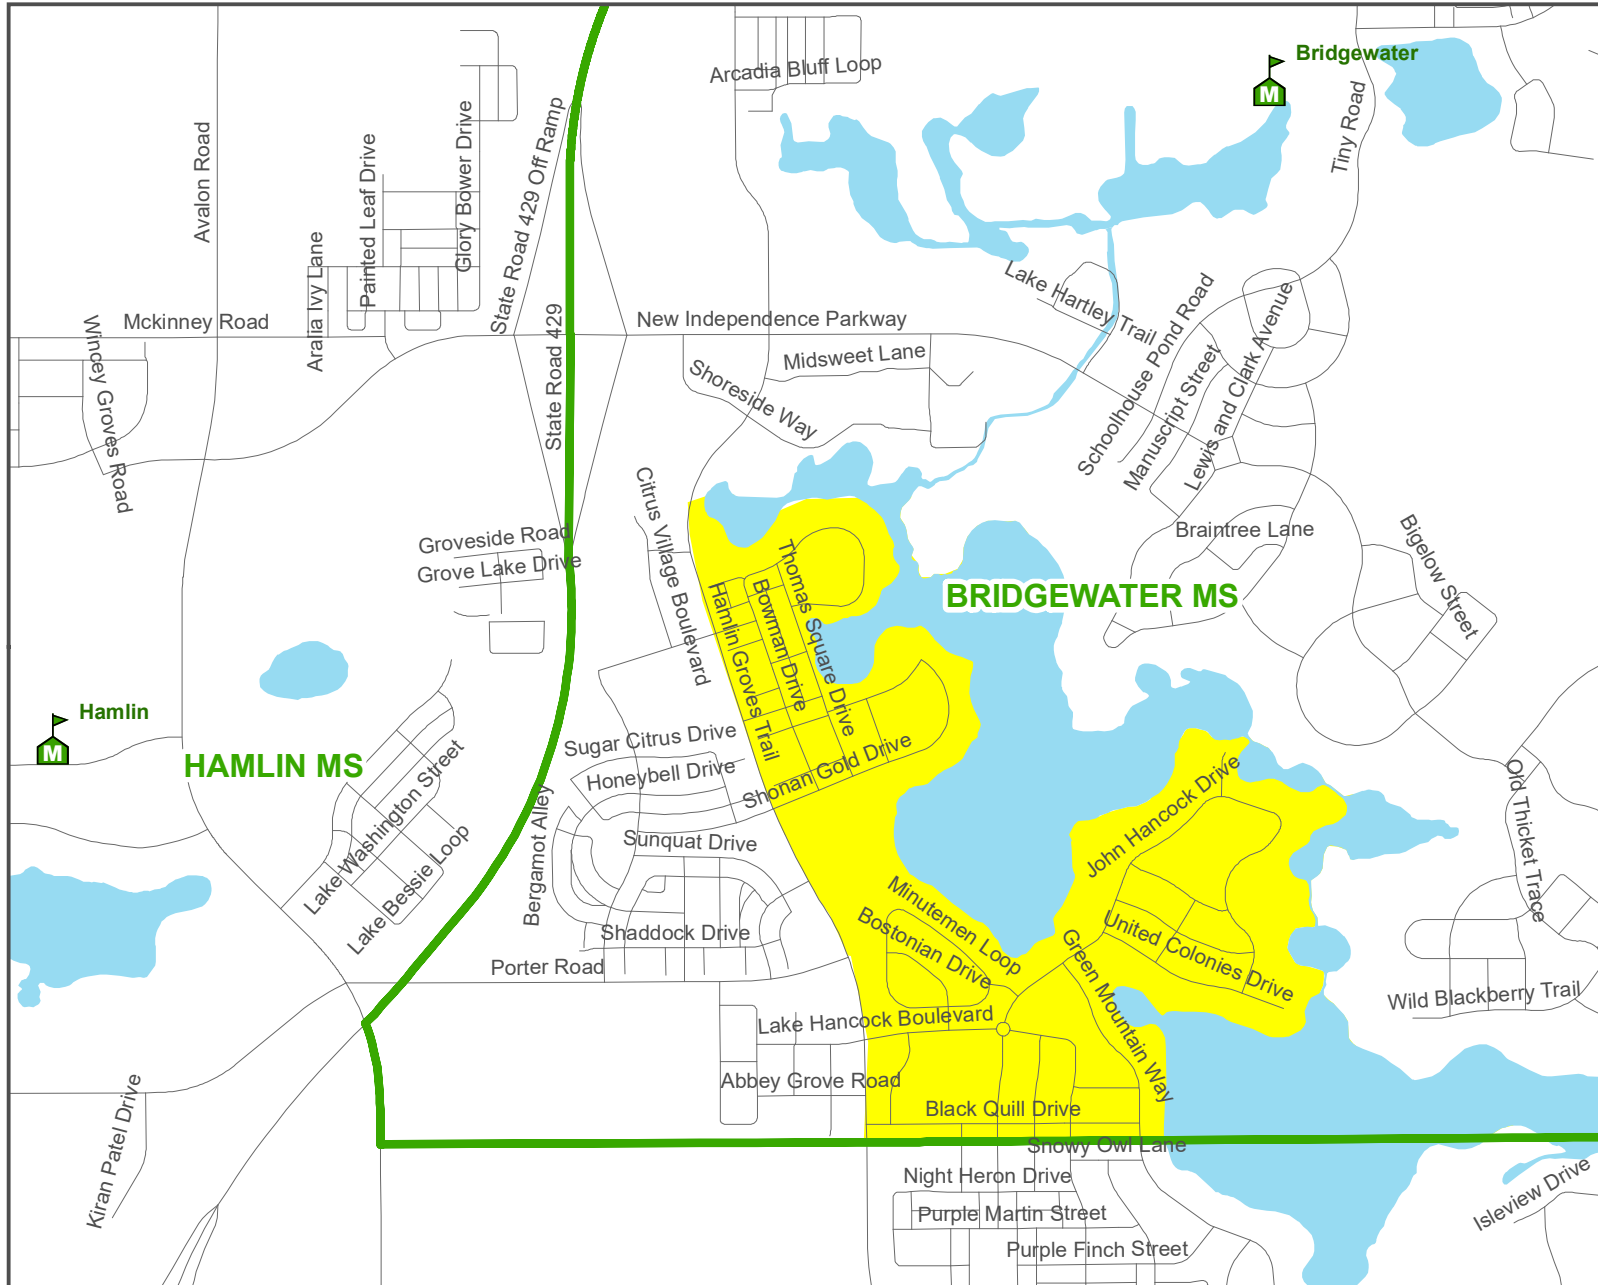 Bridgewater
M
Arcadia Bluff Loop
Tiny Road
Avalon Road
Painted Leaf Drive
Glory Bower Drive
State Road 429 Off Ramp
Aralia Ivy Lane
Lake Hartley Trail
Schoolhouse Pond Road
Mckinney Road
New Independence Parkway
Wincey Groves Road
State Road 429
Midsweet Lane
Shoreside Way
Manuscript Street
Lewis and Clark Avenue
Citrus Village Boulevard
Groveside Road
Grove Lake Drive
Braintree Lane
Bigelow Street
Thomas Square Drive
Bowman Drive
Hamlin Groves Trail
BRIDGEWATER MS
Hamlin
M
HAMLIN MS
Sugar Citrus Drive
Honeybell Drive
Shonan Gold Drive
John Hancock Drive
Old Thicket Trace
Lake Washington Street
Bergamot Alley
Sunquat Drive
Lake Bessie Loop
Minutemen Loop
Bostonian Drive
United Colonies Drive
Green Mountain Way
Shaddock Drive
Porter Road
Wild Blackberry Trail
Lake Hancock Boulevard
Abbey Grove Road
Black Quill Drive
Kiran Patel Drive
Snowy Owl Lane
Night Heron Drive
Isleview Drive
Purple Martin Street
Purple Finch Street